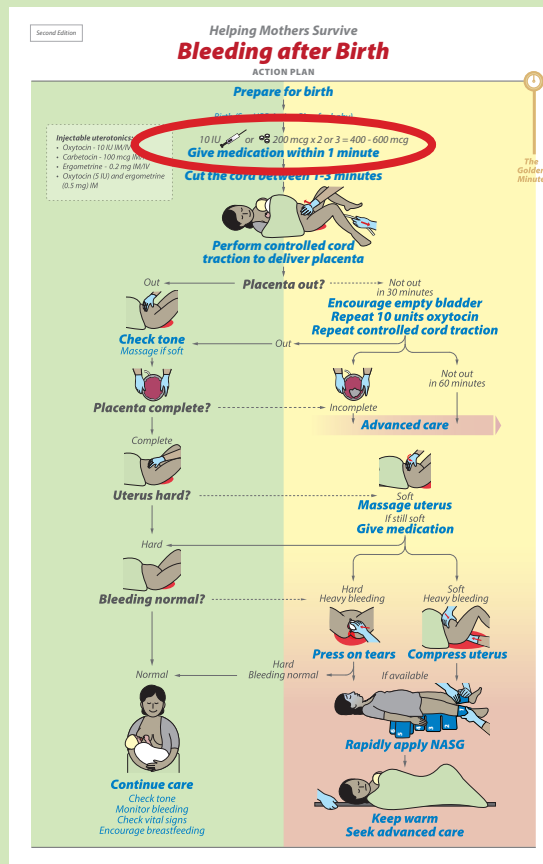 Second Edition
Helping Mothers Survive
Bleeding after Birth
ACTION PLAN
Prepare for birth
10 IU or 200 mcg x 2 or 3 = 400 - 600 mcg
Give medication within 1 minute
Injectable uterotonics:
• Oxytocin - 10 IU IM/IV
• Carbetocin - 100 mcg IM/
• Ergometrine – 0.2 mg IM/IV
• Oxytocin (5 IU) and ergometrine
(0.5 mg) IM
The
Golden
Minute
Cut the cord between 1-3 minutes
Perform controlled cord
traction to deliver placenta
Out
Placenta out?
Not out
in 30 minutes
Encourage empty bladder
Repeat 10 units oxytocin
Repeat controlled cord traction
Check tone
Massage if soft
Out
Not out
in 60 minutes
Placenta complete?
Incomplete
Advanced care
Complete
Uterus hard?
Soft
Massage uterus
If still soft
Give medication
Hard
Bleeding normal?
Hard
Heavy bleeding
Soft
Heavy bleeding
Press on tears
Compress uterus
Normal
Hard
Bleeding normal
If available
5
4
3
2
Rapidly apply NASG
Continue care
Check tone
Monitor bleeding
Check vital signs
Encourage breastfeeding
Keep warm
Seek advanced care